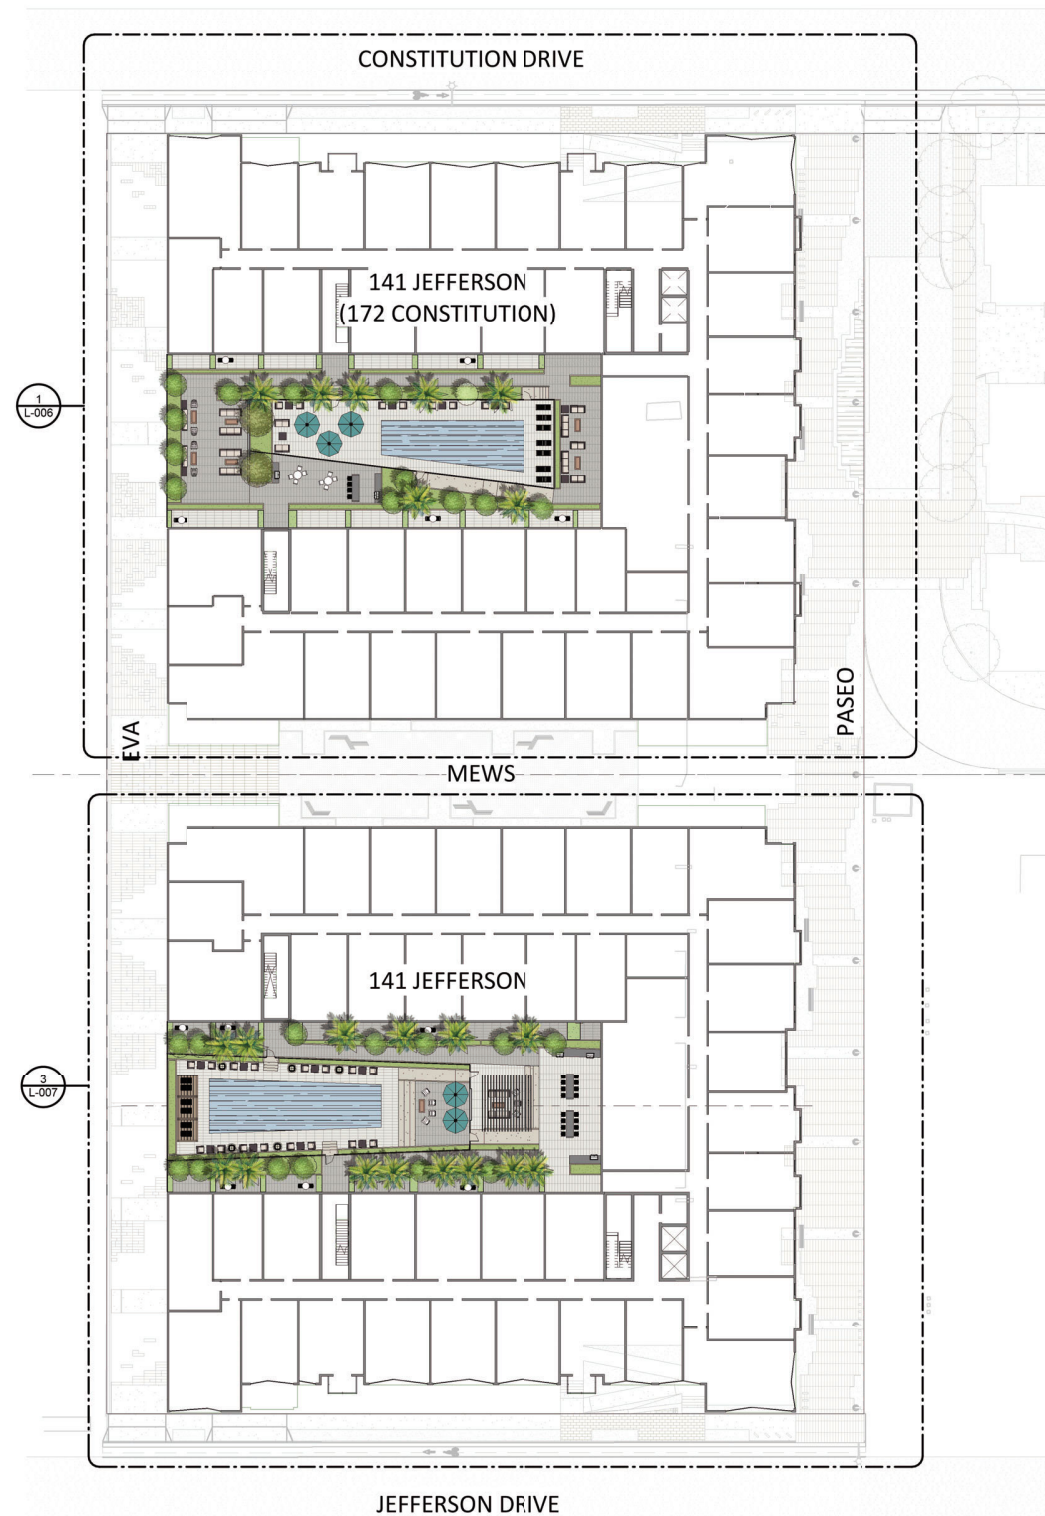 CONSTITUTION DRIVE
141 JEFFERSON
(172 CONSTITUTION)
1
L-006
EVA
PASEO
MEWS
141 JEFFERSON
3
L-007
JEFFERSON DRIVE